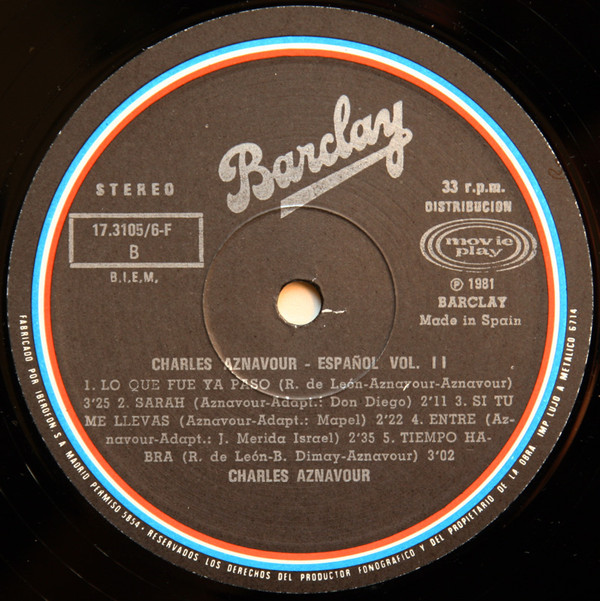 Barclay
STEREO
33 r.p.m.
DISTRIBUCION
17.3105/6-F
B
B.I.E.M.
movie
play
Ⓟ 1981
BARCLAY
Made in Spain
CHARLES AZNAVOUR - ESPAÑOL VOL. II
1. LO QUE FUE YA PASO (R. de León-Aznavour-Aznavour)
3'25 2. SARAH (Aznavour-Adapt.: Don Diego) 2'11 3. SI TU
ME LLEVAS (Aznavour-Adapt.: Mapel) 2'22 4. ENTRE (Az-
navour-Adapt.: J. Merida Israel) 2'35 5. TIEMPO HA-
BRA (R. de León-B. Dimay-Aznavour) 3'02
CHARLES AZNAVOUR
FABRICADO POR IBEROFON, S A MADRID PERMISO 5854 - RESERVADOS LOS DERECHOS DEL PRODUCTOR FONOGRAFICO Y DEL PROPIETARIO DE LA OBRA IMP. LUJO A METALICO 6714